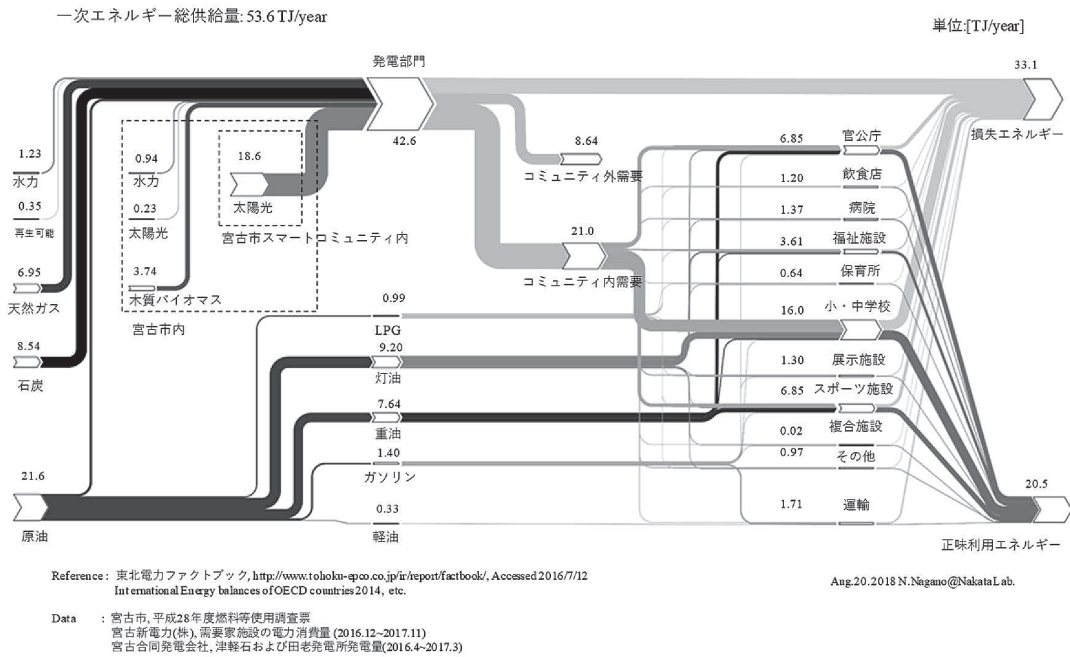 一次エネルギー総供給量: 53.6 TJ/year
単位:[TJ/year]
発電部門
42.6
33.1
損失エネルギー
1.23
水力
0.35
再生可能
6.95
天然ガス
8.54
石炭
21.6
原油
0.94
水力
0.23
太陽光
3.74
木質バイオマス
宮古市内
18.6
太陽光
宮古市スマートコミュニティ内
8.64
コミュニティ外需要
21.0
コミュニティ内需要
0.99
LPG
9.20
灯油
7.64
重油
1.40
ガソリン
0.33
軽油
6.85 官公庁
1.20 飲食店
1.37 病院
3.61 福祉施設
0.64 保育所
16.0 小・中学校
1.30 展示施設
6.85 スポーツ施設
0.02 複合施設
0.97 その他
1.71 運輸
20.5
正味利用エネルギー
Reference : 東北電力ファクトブック, http://www.tohoku-epco.co.jp/ir/report/factbook/, Accessed 2016/7/12
International Energy balances of OECD countries 2014, etc.
Aug.20.2018 N.Nagano@Nakata Lab.
Data : 宮古市, 平成28年度燃料等使用調査票
宮古新電力(株), 需要家施設の電力消費量 (2016.12~2017.11)
宮古合同発電会社, 津軽石および田老発電所発電量(2016.4~2017.3)